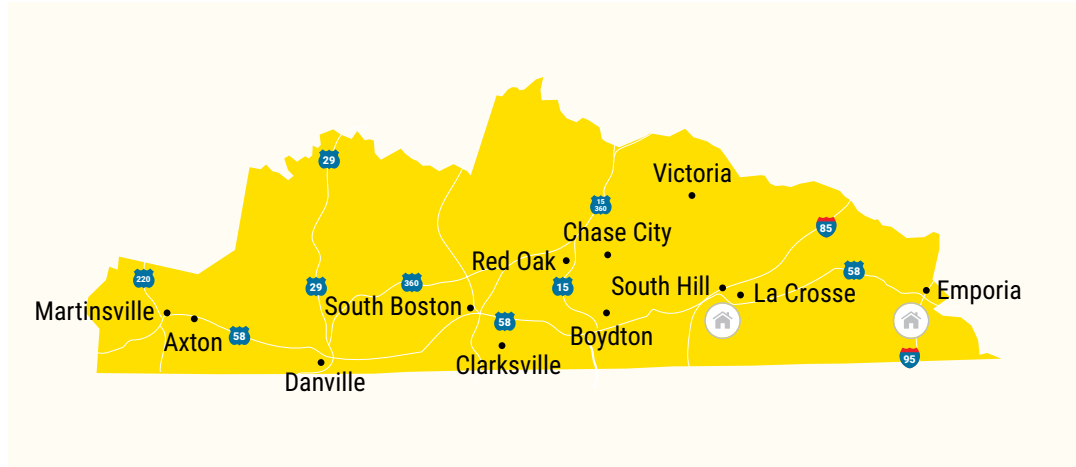 29
Victoria
15
360
Chase City
85
Red Oak
58
220
29
360
15
South Hill
La Crosse
Emporia
Martinsville
South Boston
58
Axton
58
Boydton
Clarksville
95
Danville